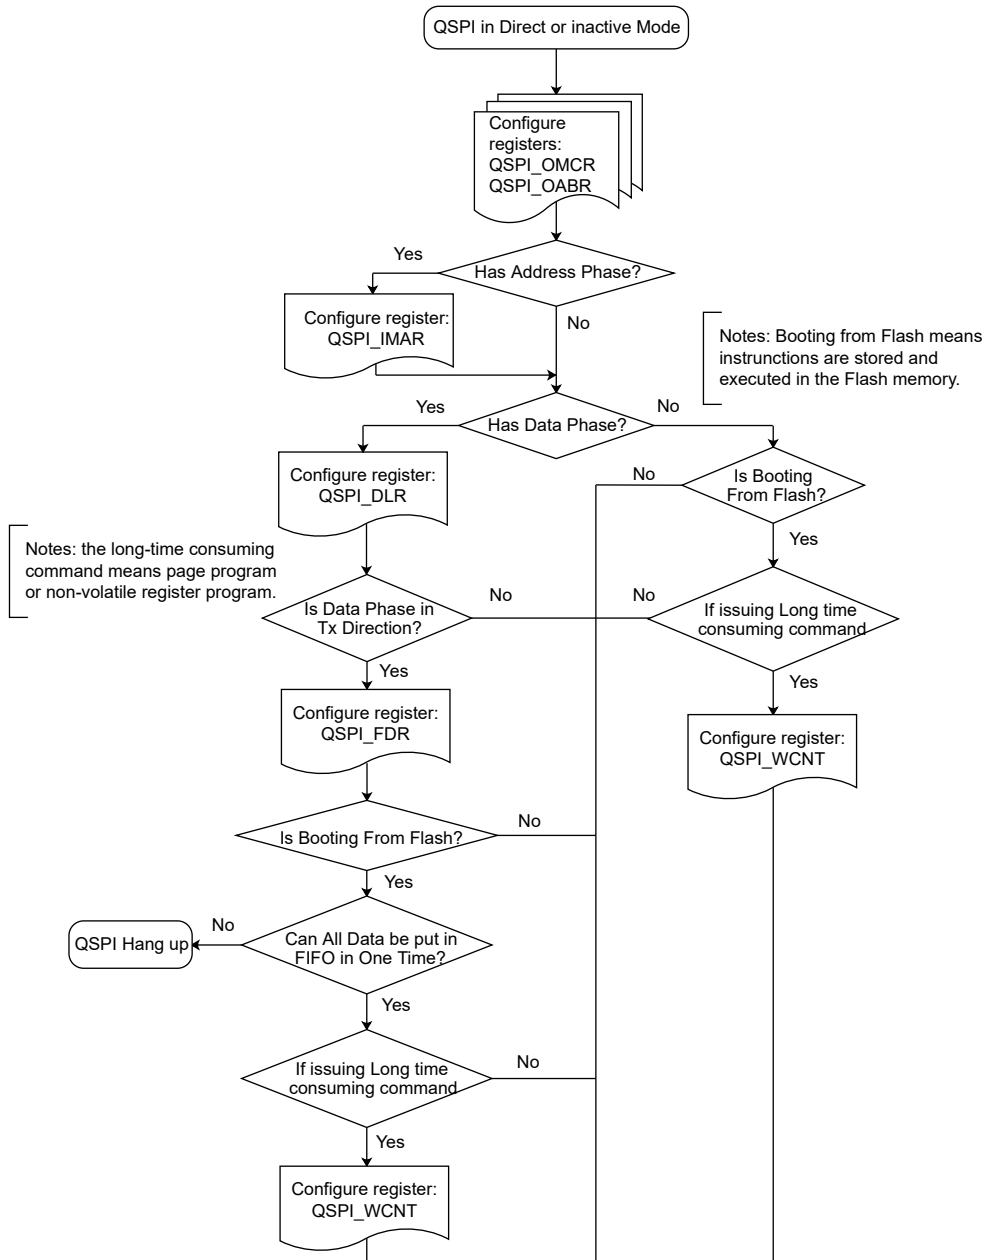 QSPI in Direct or inactive Mode
Configure
registers:
QSPI_OMCR
QSPI_OABR
Yes
Has Address Phase?
Configure register:
QSPI_IMAR
No
Notes: Booting from Flash means
instrunctions are stored and
executed in the Flash memory.
Yes
No
Has Data Phase?
Configure register:
QSPI_DLR
No
Is Booting
From Flash?
Yes
Notes: the long-time consuming
command means page program
or non-volatile register program.
Is Data Phase in
Tx Direction?
No
No
If issuing Long time
consuming command
Yes
Yes
Configure register:
QSPI_FDR
Configure register:
QSPI_WCNT
Is Booting From Flash?
No
Yes
QSPI Hang up
No
Can All Data be put in
FIFO in One Time?
Yes
If issuing Long time
consuming command
No
Yes
Configure register:
QSPI_WCNT